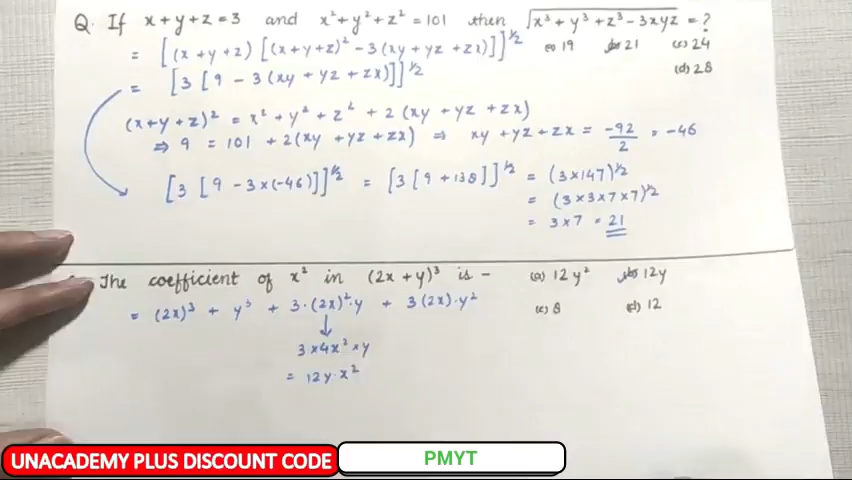 Q. If x+y+z=3 and x²+y²+z²=101 then √x³+y³+z³-3xyz = ?
= [(x+y+z)[(x+y+z)²-3(xy+yz+zx)]]^1/2 (a) 19 (b) 21 (c) 24
= [3[9-3(xy+yz+zx)]]^1/2 (d) 28
(x+y+z)² = x²+y²+z²+2(xy+yz+zx)
⇒ 9 = 101+2(xy+yz+zx) ⇒ xy+yz+zx = -92/2 = -46
[3[9-3×(-46)]]^1/2 = [3[9+138]]^1/2 = (3×147)^1/2
= (3×3×7×7)^1/2
= 3×7 = 21
The coefficient of x² in (2x+y)³ is - (a) 12y² (b) 12y
= (2x)³ + y³ + 3·(2x)²·y + 3(2x)·y² (c) 8 (d) 12
3×4x²×y
= 12y·x²
UNACADEMY PLUS DISCOUNT CODE PMYT